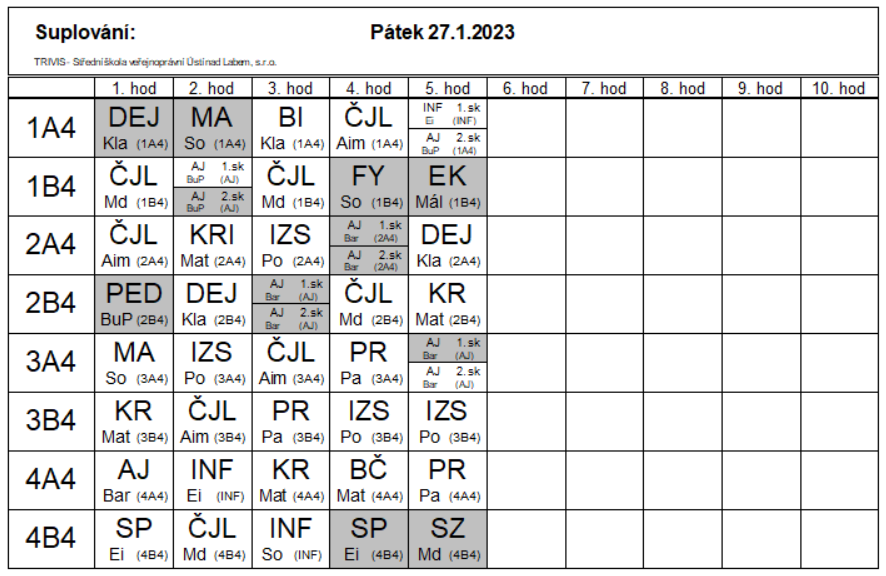 Suplování: Pátek 27.1.2023
TRIVIS - Střední škola veřejnoprávní Ústí nad Labem, s.r.o.
1. hod 2. hod 3. hod 4. hod 5. hod 6. hod 7. hod 8. hod 9. hod 10. hod
1A4 DEJ MA BI ČJL INF 1.sk
Ei (INF)
AJ 2.sk
Kla (1A4) So (1A4) Kla (1A4) Aim (1A4) BuP (1A4)
1B4 ČJL AJ 1.sk ČJL FY EK
BuP (AJ)
AJ 2.sk
Md (1B4) BuP (AJ) Md (1B4) So (1B4) Mál (1B4)
2A4 ČJL KRI IZS AJ 1.sk DEJ
Bar (2A4)
AJ 2.sk
Aim (2A4) Mat (2A4) Po (2A4) Bar (2A4) Kla (2A4)
2B4 PED DEJ AJ 1.sk ČJL KR
Bar (AJ)
AJ 2.sk
BuP (2B4) Kla (2B4) Bar (AJ) Md (2B4) Mat (2B4)
3A4 MA IZS ČJL PR AJ 1.sk
Bar (AJ)
AJ 2.sk
So (3A4) Po (3A4) Aim (3A4) Pa (3A4) Bar (AJ)
3B4 KR ČJL PR IZS IZS
Mat (3B4) Aim (3B4) Pa (3B4) Po (3B4) Po (3B4)
4A4 AJ INF KR BČ PR
Bar (4A4) Ei (INF) Mat (4A4) Mat (4A4) Pa (4A4)
4B4 SP ČJL INF SP SZ
Ei (4B4) Md (4B4) So (INF) Ei (4B4) Md (4B4)